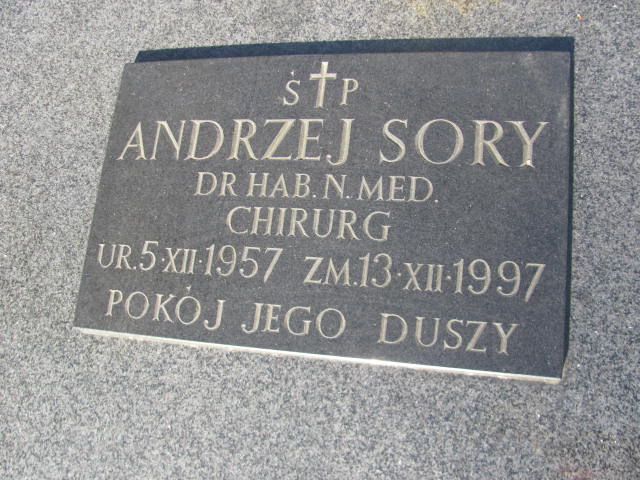 Ś P
ANDRZEJ SORY
DR HAB. N. MED.
CHIRURG
UR. 5·XII·1957 ZM. 13·XII·1997
POKÓJ JEGO DUSZY